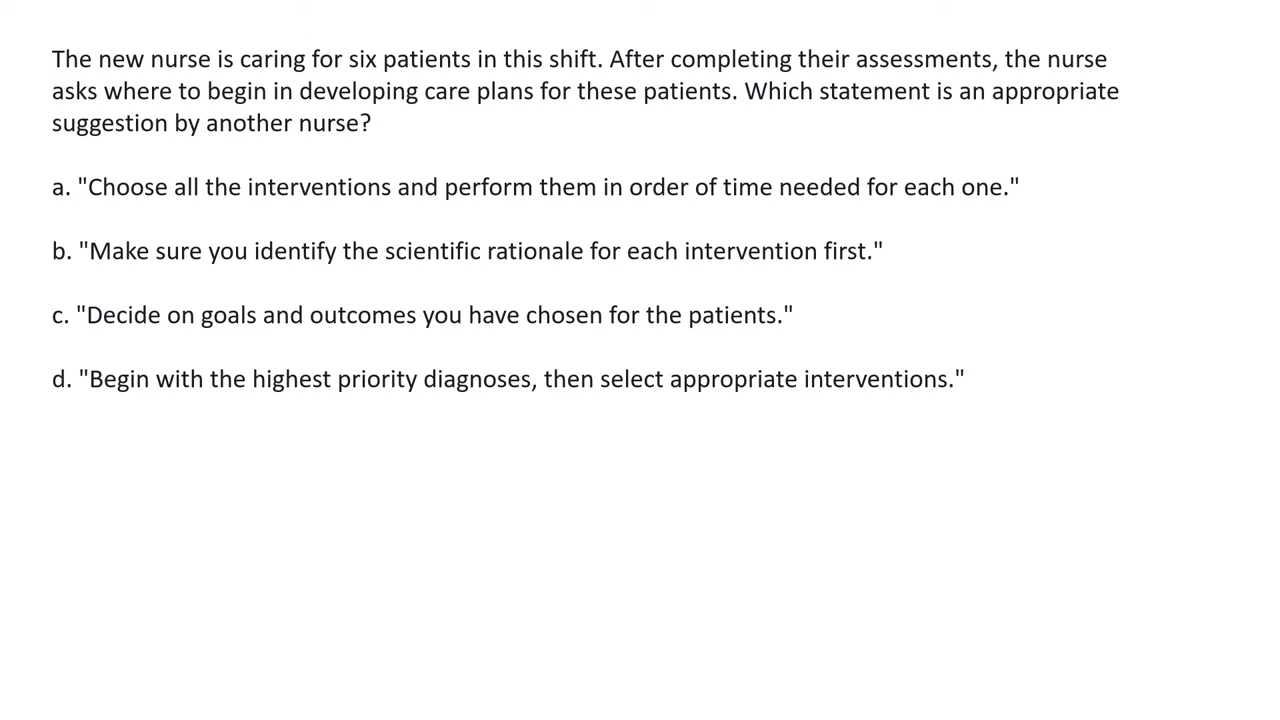 The new nurse is caring for six patients in this shift. After completing their assessments, the nurse
asks where to begin in developing care plans for these patients. Which statement is an appropriate
suggestion by another nurse?
a. "Choose all the interventions and perform them in order of time needed for each one."
b. "Make sure you identify the scientific rationale for each intervention first."
c. "Decide on goals and outcomes you have chosen for the patients."
d. "Begin with the highest priority diagnoses, then select appropriate interventions."